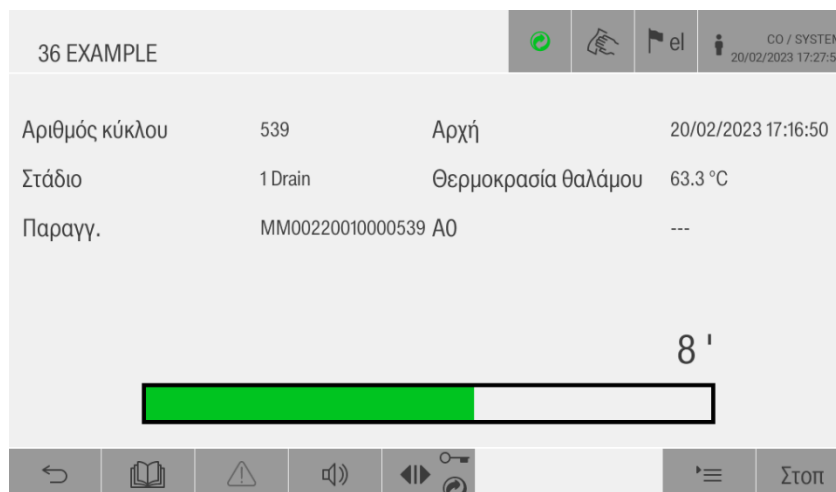 36 EXAMPLE
el
CO / SYSTEM
20/02/2023 17:27:5
Αριθμός κύκλου 539 Αρχή 20/02/2023 17:16:50
Στάδιο 1 Drain Θερμοκρασία θαλάμου 63.3 °C
Παραγγ. MM00220010000539 A0 ---
8 '
Στοπ